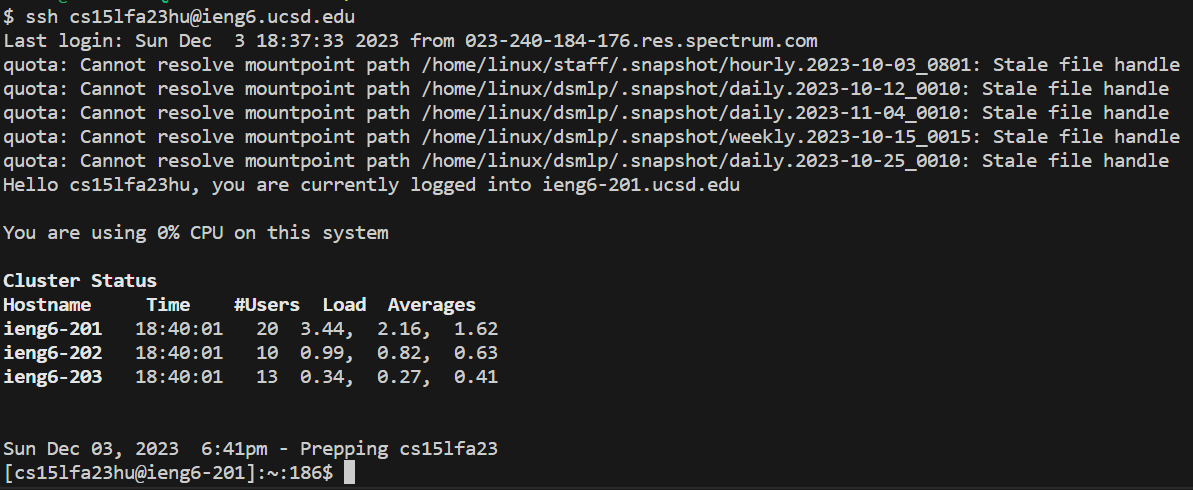 $ ssh cs15lfa23hu@ieng6.ucsd.edu
Last login: Sun Dec  3 18:37:33 2023 from 023-240-184-176.res.spectrum.com
quota: Cannot resolve mountpoint path /home/linux/staff/.snapshot/hourly.2023-10-03_0801: Stale file handle
quota: Cannot resolve mountpoint path /home/linux/dsmlp/.snapshot/daily.2023-10-12_0010: Stale file handle
quota: Cannot resolve mountpoint path /home/linux/dsmlp/.snapshot/daily.2023-11-04_0010: Stale file handle
quota: Cannot resolve mountpoint path /home/linux/dsmlp/.snapshot/weekly.2023-10-15_0015: Stale file handle
quota: Cannot resolve mountpoint path /home/linux/dsmlp/.snapshot/daily.2023-10-25_0010: Stale file handle
Hello cs15lfa23hu, you are currently logged into ieng6-201.ucsd.edu
You are using 0% CPU on this system
Cluster Status
Hostname     Time    #Users  Load  Averages
ieng6-201   18:40:01   20  3.44,  2.16,  1.62
ieng6-202   18:40:01   10  0.99,  0.82,  0.63
ieng6-203   18:40:01   13  0.34,  0.27,  0.41
Sun Dec 03, 2023  6:41pm - Prepping cs15lfa23
[cs15lfa23hu@ieng6-201]:~:186$